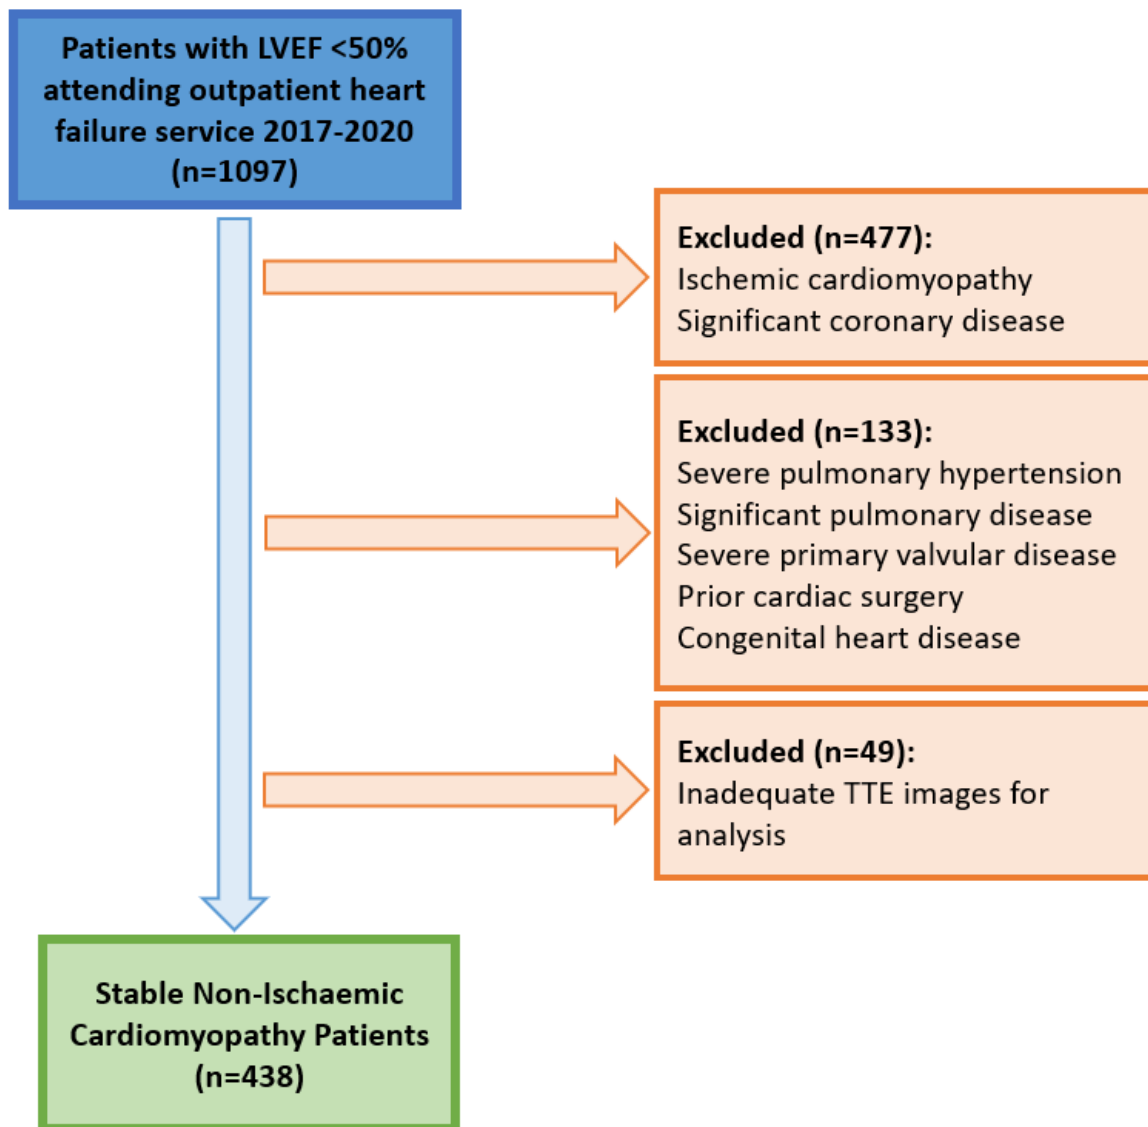 Patients with LVEF <50%
attending outpatient heart
failure service 2017-2020
(n=1097)
Excluded (n=477):
Ischemic cardiomyopathy
Significant coronary disease
Excluded (n=133):
Severe pulmonary hypertension
Significant pulmonary disease
Severe primary valvular disease
Prior cardiac surgery
Congenital heart disease
Excluded (n=49):
Inadequate TTE images for
analysis
Stable Non-Ischaemic
Cardiomyopathy Patients
(n=438)